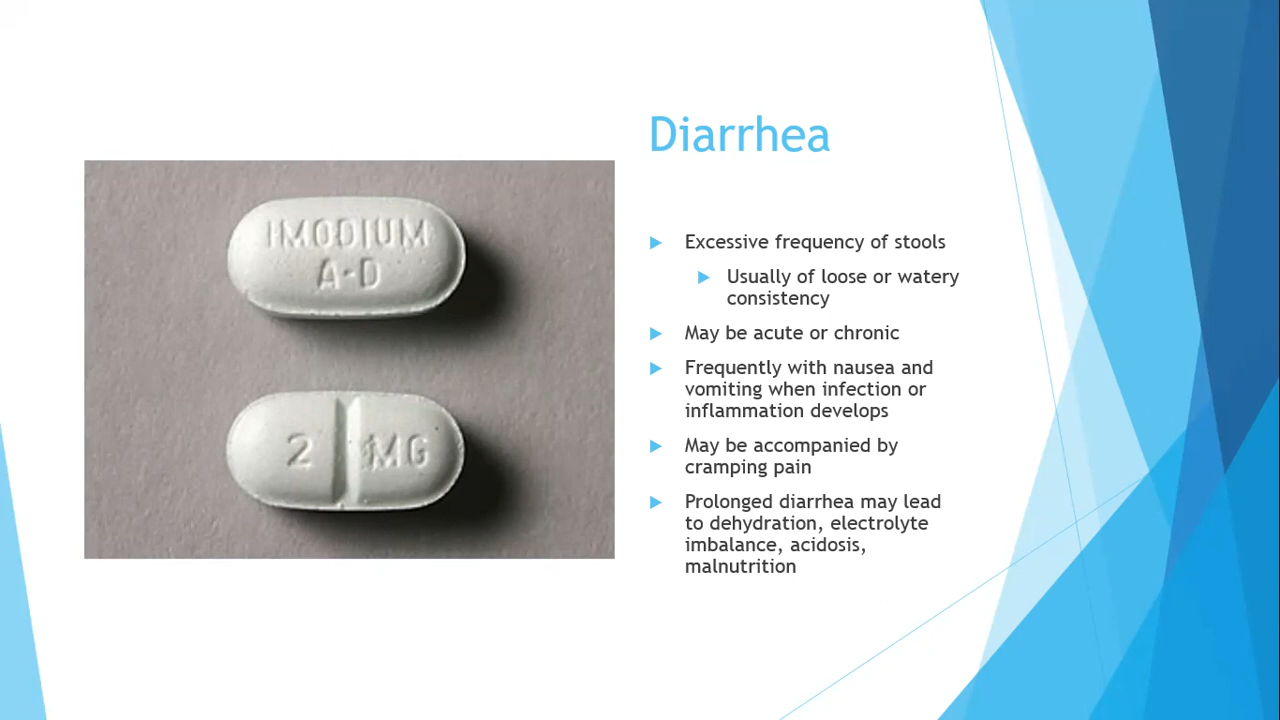 IMODIUM
A-D
2 MG
Diarrhea
Excessive frequency of stools
Usually of loose or watery
consistency
May be acute or chronic
Frequently with nausea and
vomiting when infection or
inflammation develops
May be accompanied by
cramping pain
Prolonged diarrhea may lead
to dehydration, electrolyte
imbalance, acidosis,
malnutrition